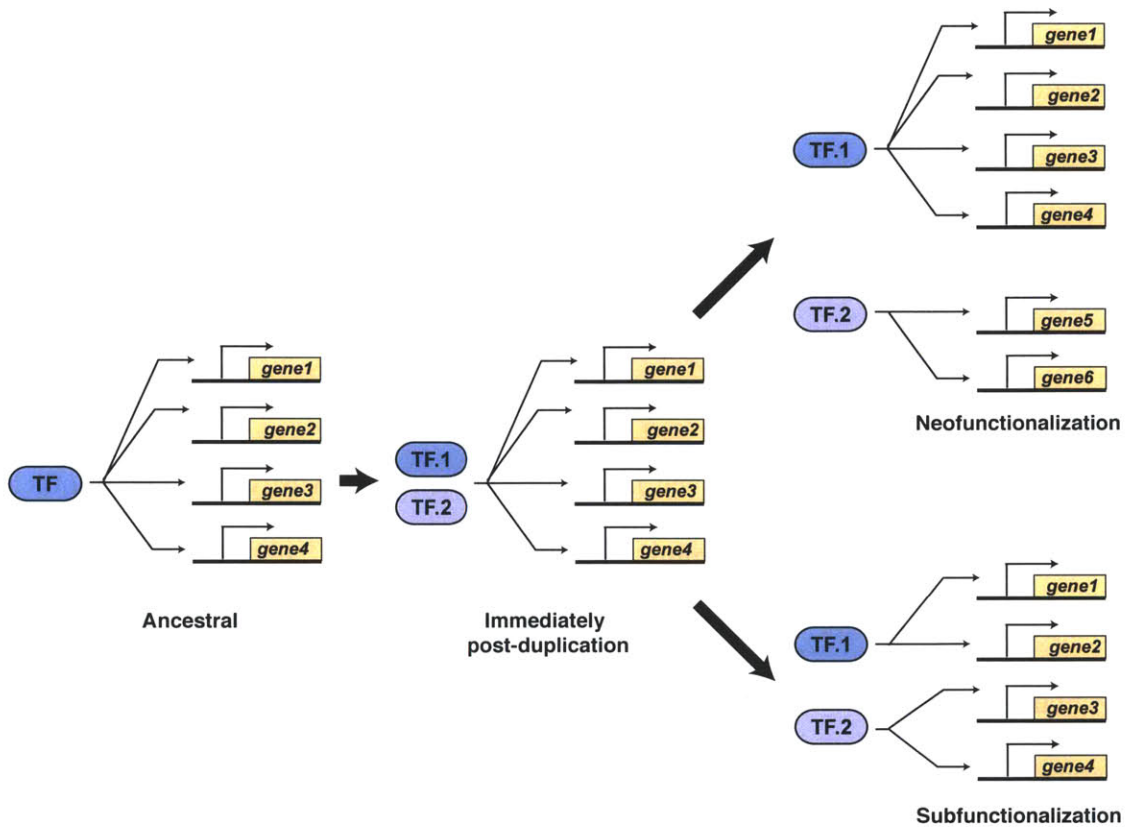 TF
gene1
gene2
gene3
gene4
Ancestral
TF.1
TF.2
gene1
gene2
gene3
gene4
Immediately
post-duplication
TF.1
gene1
gene2
gene3
gene4
TF.2
gene5
gene6
Neofunctionalization
TF.1
gene1
gene2
TF.2
gene3
gene4
Subfunctionalization